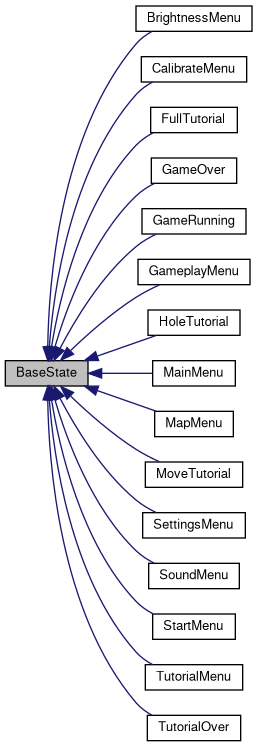 BrightnessMenu
CalibrateMenu
FullTutorial
GameOver
GameRunning
GameplayMenu
HoleTutorial
BaseState
MainMenu
MapMenu
MoveTutorial
SettingsMenu
SoundMenu
StartMenu
TutorialMenu
TutorialOver